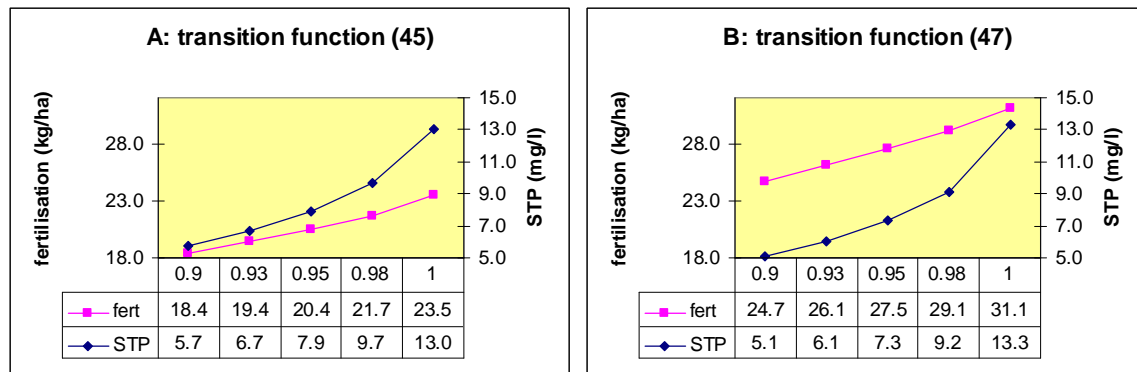 A: transition function (45)
fertilisation (kg/ha)
28.0
23.0
18.0
15.0
13.0
11.0
9.0
7.0
5.0
STP (mg/l)
0.9 0.93 0.95 0.98 1
fert 18.4 19.4 20.4 21.7 23.5
STP 5.7 6.7 7.9 9.7 13.0
B: transition function (47)
fertilisation (kg/ha)
28.0
23.0
18.0
15.0
13.0
11.0
9.0
7.0
5.0
STP (mg/l)
0.9 0.93 0.95 0.98 1
fert 24.7 26.1 27.5 29.1 31.1
STP 5.1 6.1 7.3 9.2 13.3